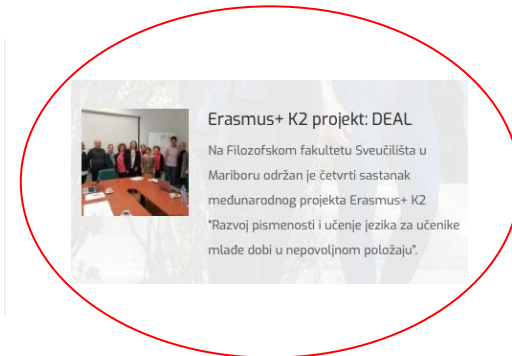 Erasmus+ K2 projekt: DEAL
Na Filozofskom fakultetu Sveučilišta u
Mariboru održan je četvrti sastanak
međunarodnog projekta Erasmus+ K2
"Razvoj pismenosti i učenje jezika za učenike
mlađe dobi u nepovoljnom položaju".